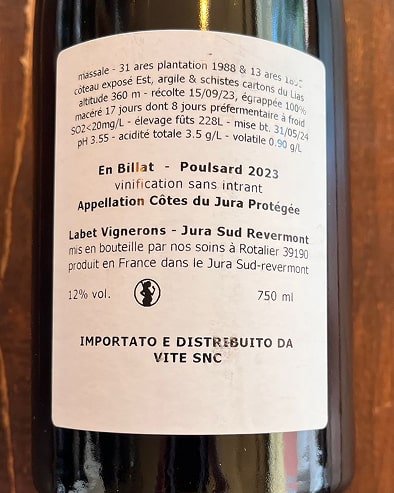 massale - 31 ares plantation 1988 & 13 ares
côteau exposé Est, argile & schistes cartons du Lias
altitude 360 m - récolte 15/09/23, égrappée 100%
macéré 17 jours dont 8 jours préfermentaire à froid
SO2<20mg/L - élevage fûts 228L - mise bt. 31/05/24
pH 3.55 - acidité totale 3.5 g/L - volatile 0.90 g/L
En Billat - Poulsard 2023
vinification sans intrant
Appellation Côtes du Jura Protégée
Labet Vignerons - Jura Sud Revermont
mis en bouteille par nos soins à Rotalier 39190
produit en France dans le Jura Sud-revermont
12% vol. 750 ml
IMPORTATO E DISTRIBUITO DA
VITE SNC